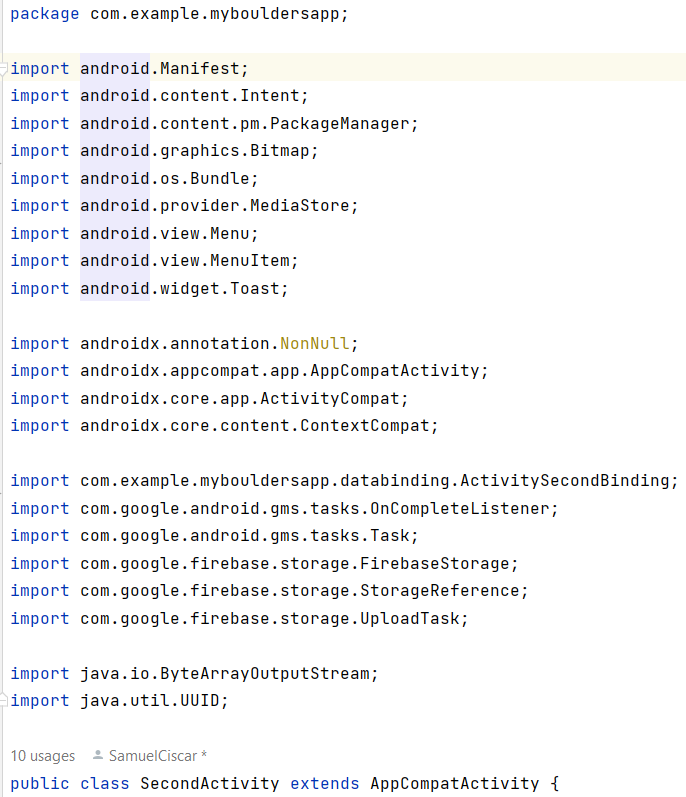 package com.example.mybouldersapp;
import android.Manifest;
import android.content.Intent;
import android.content.pm.PackageManager;
import android.graphics.Bitmap;
import android.os.Bundle;
import android.provider.MediaStore;
import android.view.Menu;
import android.view.MenuItem;
import android.widget.Toast;
import androidx.annotation.NonNull;
import androidx.appcompat.app.AppCompatActivity;
import androidx.core.app.ActivityCompat;
import androidx.core.content.ContextCompat;
import com.example.mybouldersapp.databinding.ActivitySecondBinding;
import com.google.android.gms.tasks.OnCompleteListener;
import com.google.android.gms.tasks.Task;
import com.google.firebase.storage.FirebaseStorage;
import com.google.firebase.storage.StorageReference;
import com.google.firebase.storage.UploadTask;
import java.io.ByteArrayOutputStream;
import java.util.UUID;
10 usages SamuelCiscar *
public class SecondActivity extends AppCompatActivity {